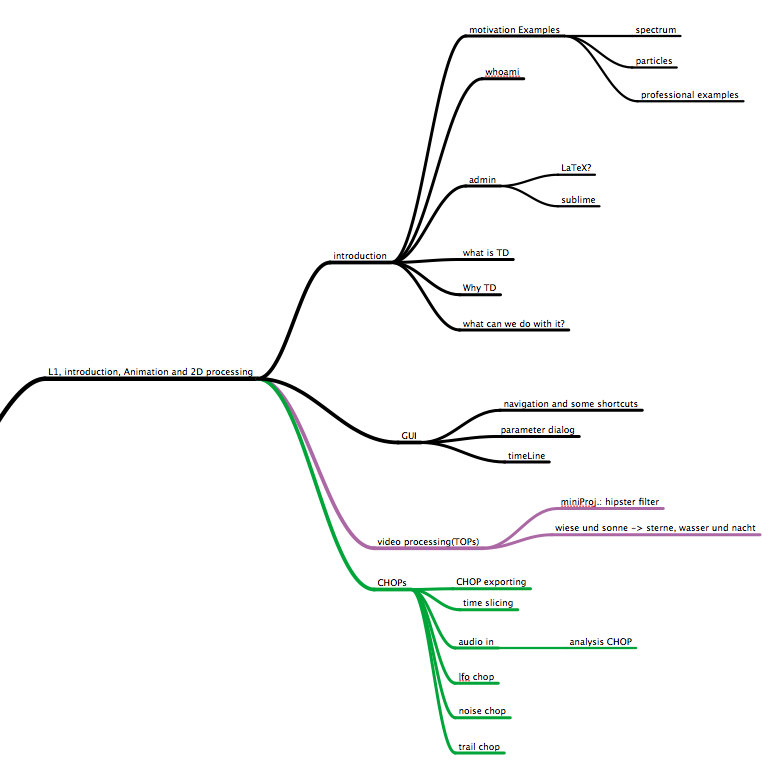 motivation Examples
spectrum
particles
professional examples
whoami
admin
LaTeX?
sublime
introduction
what is TD
Why TD
what can we do with it?
L1, introduction, Animation and 2D processing
GUI
navigation and some shortcuts
parameter dialog
timeLine
video processing(TOPs)
miniProj.: hipster filter
wiese und sonne -> sterne, wasser und nacht
CHOPs
CHOP exporting
time slicing
audio in
analysis CHOP
lfo chop
noise chop
trail chop